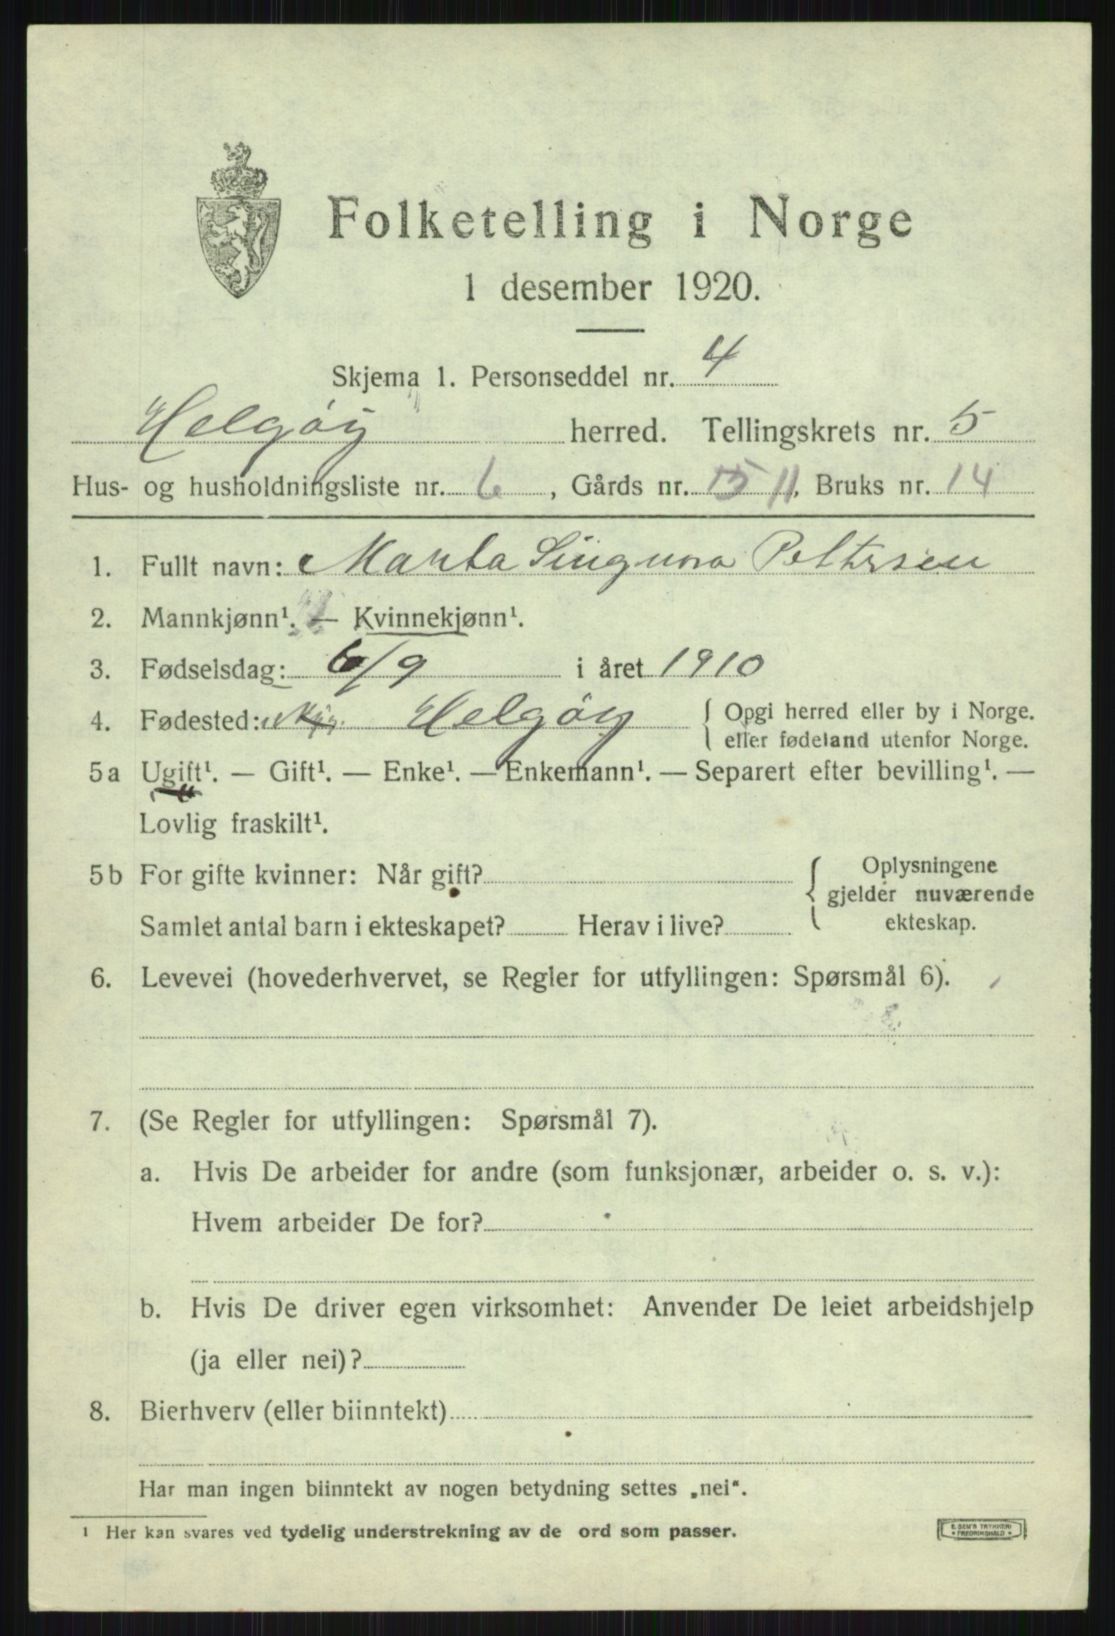 Folketelling i Norge
1 desember 1920.
Skjema 1. Personseddel nr. 4
Helgøy herred. Tellingskrets nr. 5
Hus- og husholdningsliste nr. 6, Gårds nr. 15 11, Bruks nr. 14
1. Fullt navn: Marta Siguna Pettersen
2. Mannkjønn¹. — Kvinnekjønn¹.
3. Fødselsdag: 6/9 i året 1910
4. Fødested: Helgøy { Opgi herred eller by i Norge.
eller fødeland utenfor Norge.
5a Ugift¹. — Gift¹. — Enke¹. — Enkemann¹. — Separert efter bevilling¹. —
Lovlig fraskilt¹.
5b For gifte kvinner: Når gift? { Oplysningene
gjelder nuværende
Samlet antal barn i ekteskapet? Herav i live? ekteskap.
6. Levevei (hovederhvervet, se Regler for utfyllingen: Spørsmål 6).
7. (Se Regler for utfyllingen: Spørsmål 7).
a. Hvis De arbeider for andre (som funksjonær, arbeider o. s. v.):
Hvem arbeider De for?
b. Hvis De driver egen virksomhet: Anvender De leiet arbeidshjelp
(ja eller nei)?
8. Bierhverv (eller biinntekt)
Har man ingen biinntekt av nogen betydning settes „nei".
¹ Her kan svares ved tydelig understrekning av de ord som passer.
E. SEM'S TRYKKERI
FREDRIKSHALD